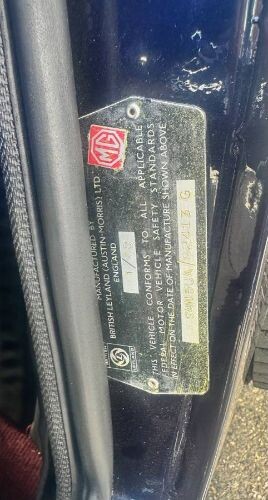 MG
MANUFACTURED BY
BRITISH LEYLAND (AUSTIN-MORRIS) LTD.
ENGLAND
THIS VEHICLE CONFORMS TO ALL APPLICABLE
FEDERAL MOTOR VEHICLE SAFETY STANDARDS
IN EFFECT ON THE DATE OF MANUFACTURE SHOWN ABOVE
G